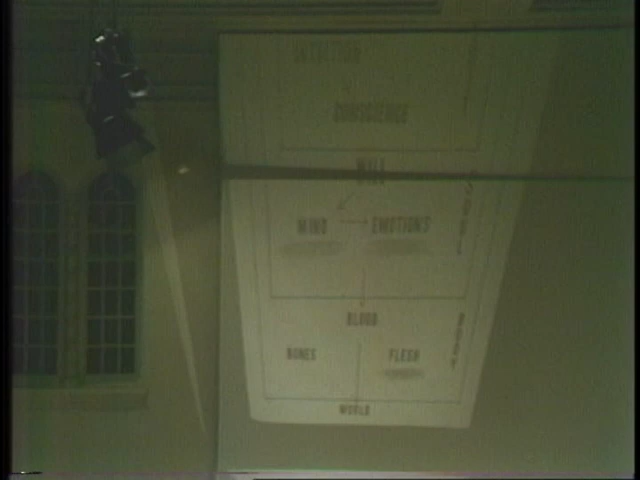 INTUITION
CONSCIENCE
WILL
MIND EMOTIONS
BLOOD
BONES FLESH
WORLD